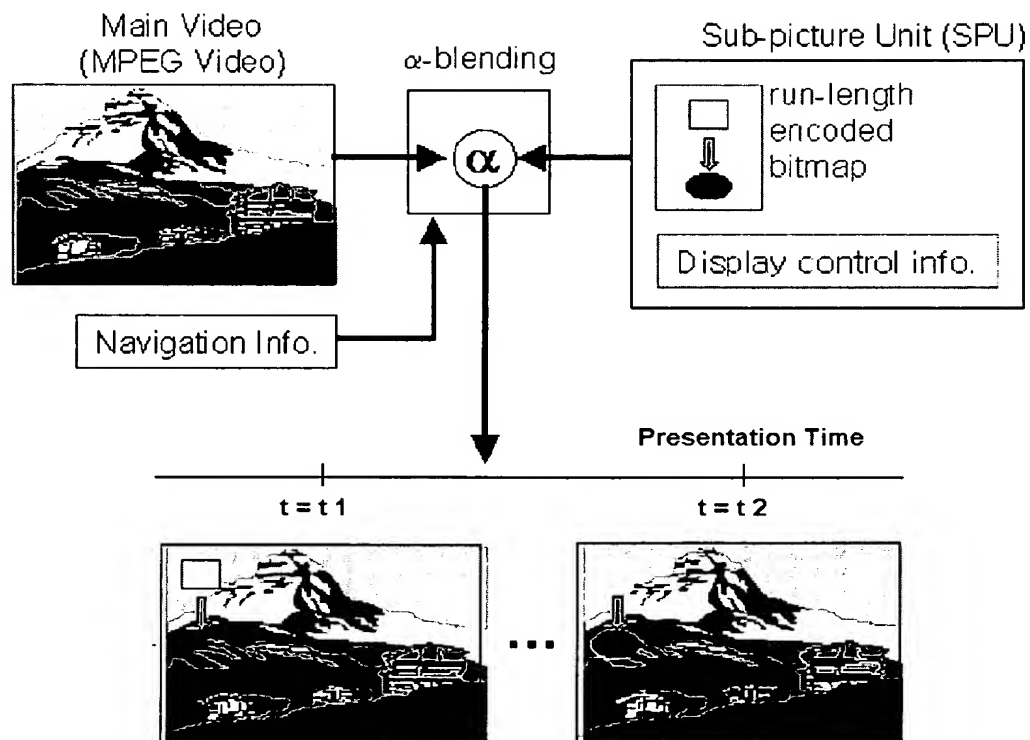 Main Video
(MPEG Video)
α-blending
Sub-picture Unit (SPU)
α
run-length
encoded
bitmap
Display control info.
Navigation Info.
Presentation Time
t = t 1
t = t 2
...